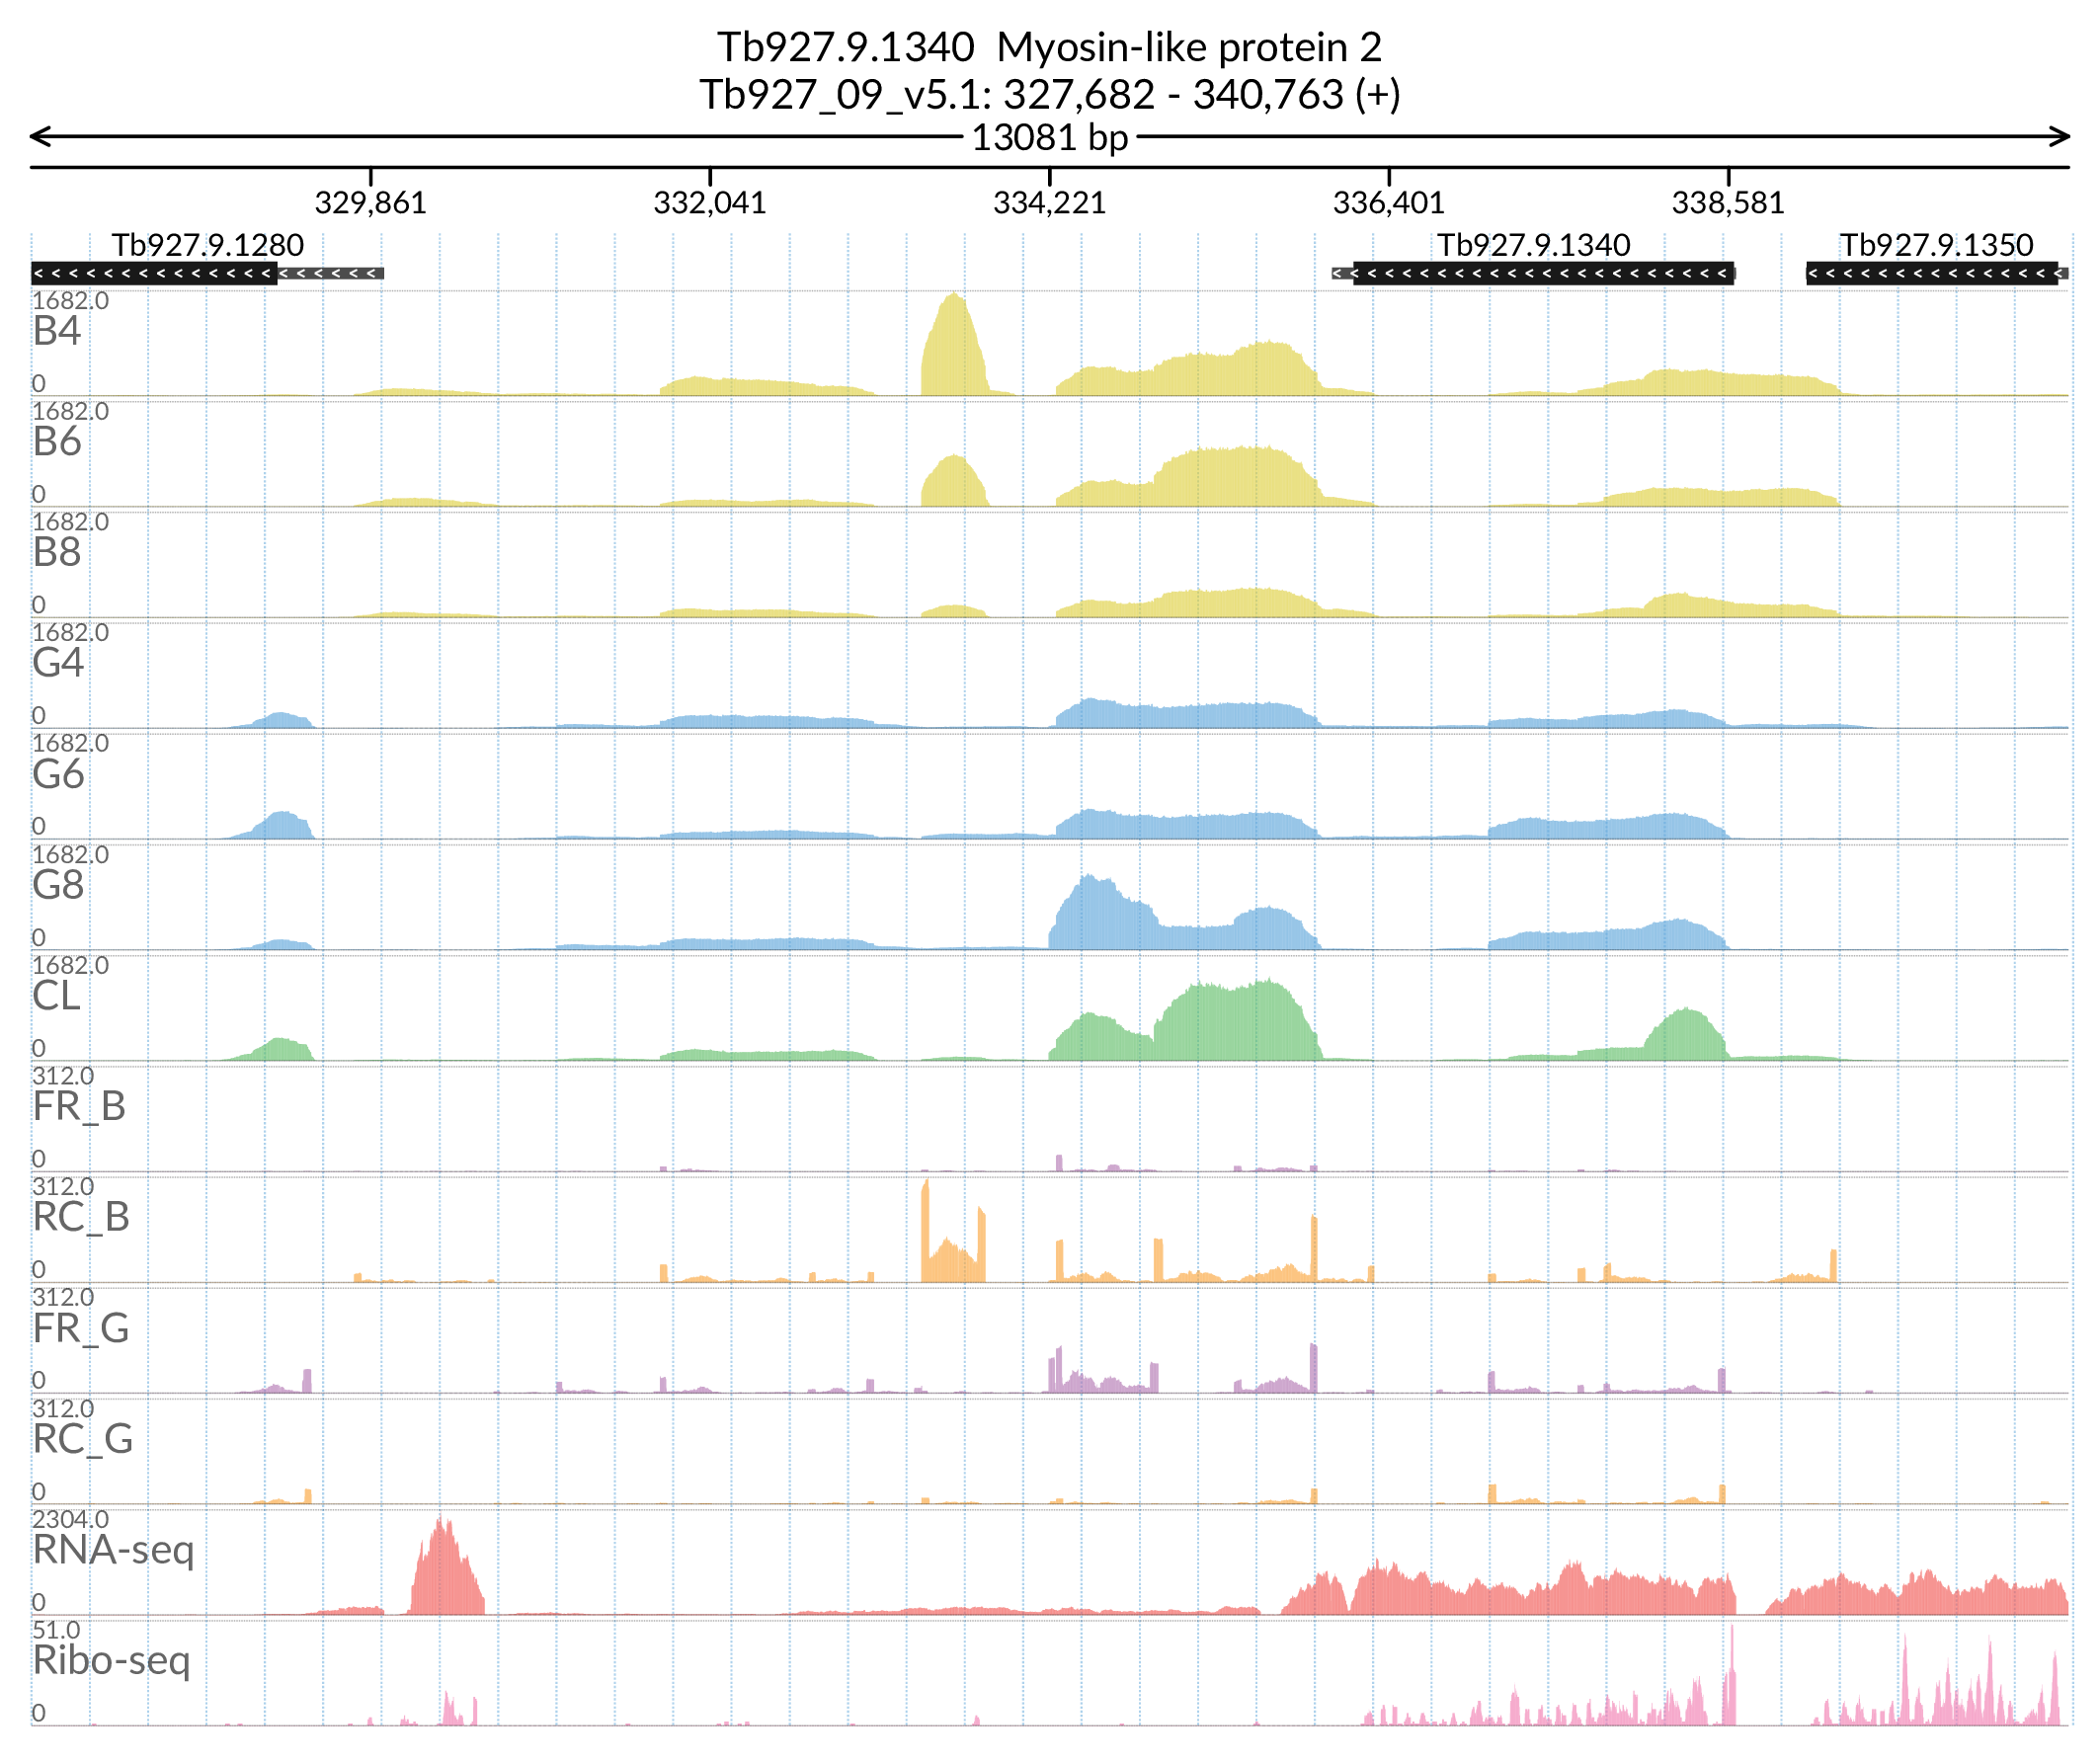 Tb927.9.1340  Myosin-like protein 2
Tb927_09_v5.1: 327,682 - 340,763 (+)
13081 bp
329,861 332,041 334,221 336,401 338,581
Tb927.9.1280 Tb927.9.1340 Tb927.9.1350
1682.0
B4
0
1682.0
B6
0
1682.0
B8
0
1682.0
G4
0
1682.0
G6
0
1682.0
G8
0
1682.0
CL
0
312.0
FR_B
0
312.0
RC_B
0
312.0
FR_G
0
312.0
RC_G
0
2304.0
RNA-seq
0
51.0
Ribo-seq
0